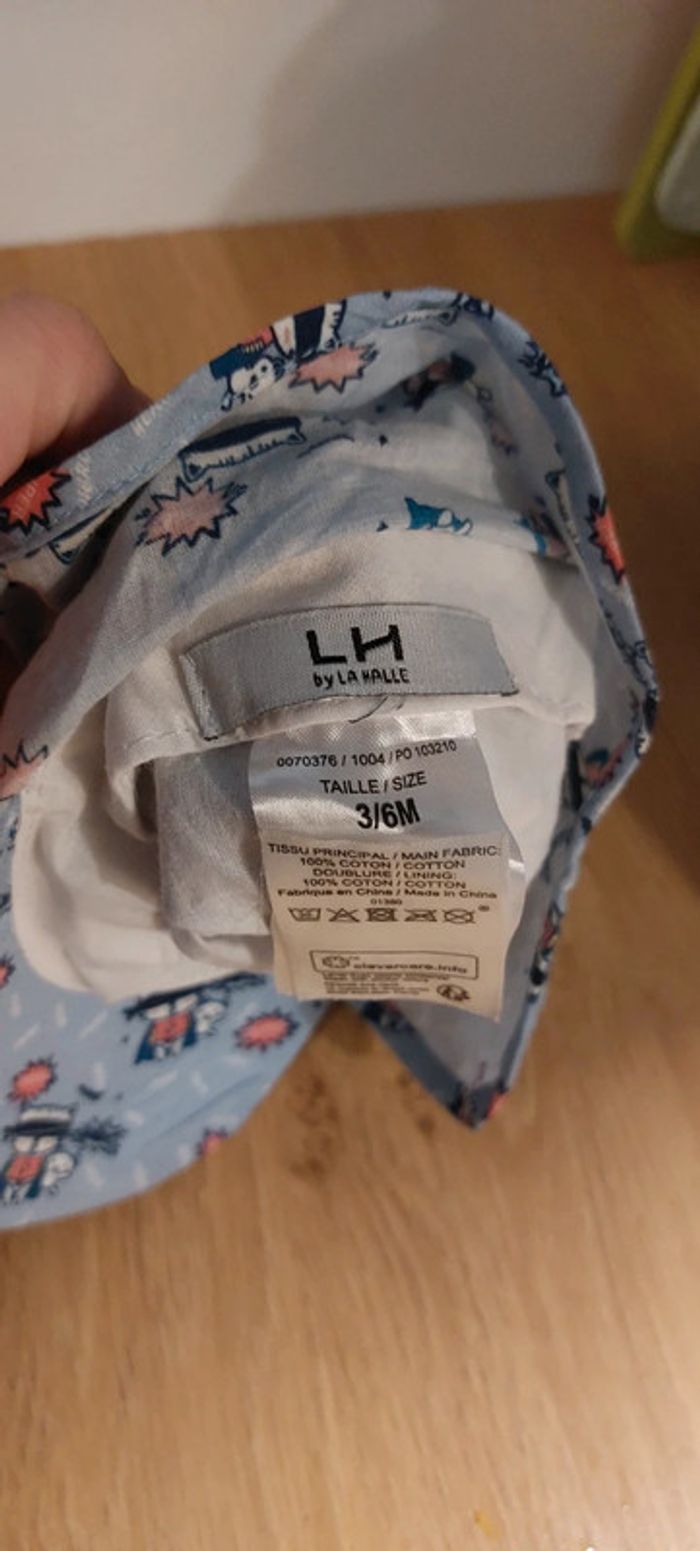 LH
by LA HALLE
0070376 / 1004 / PO 103210
TAILLE / SIZE
3/6M
TISSU PRINCIPAL / MAIN FABRIC:
100% COTON / COTTON
DOUBLURE / LINING:
100% COTON / COTTON
Fabriqué en Chine / Made in China
01380
clevercare.info